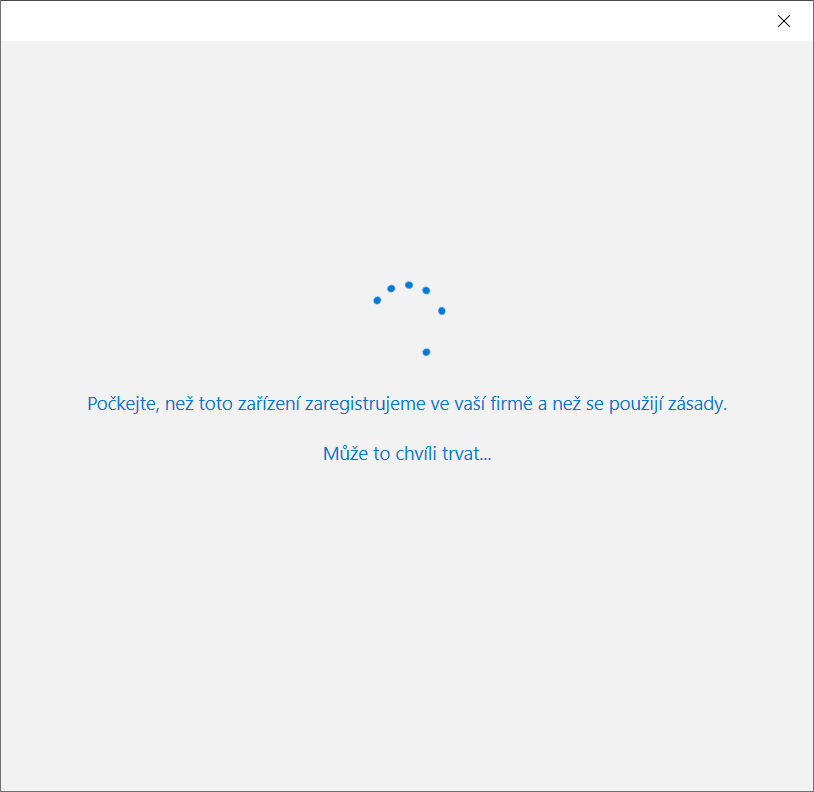 Počkejte, než toto zařízení zaregistrujeme ve vaší firmě a než se použijí zásady.
Může to chvíli trvat...